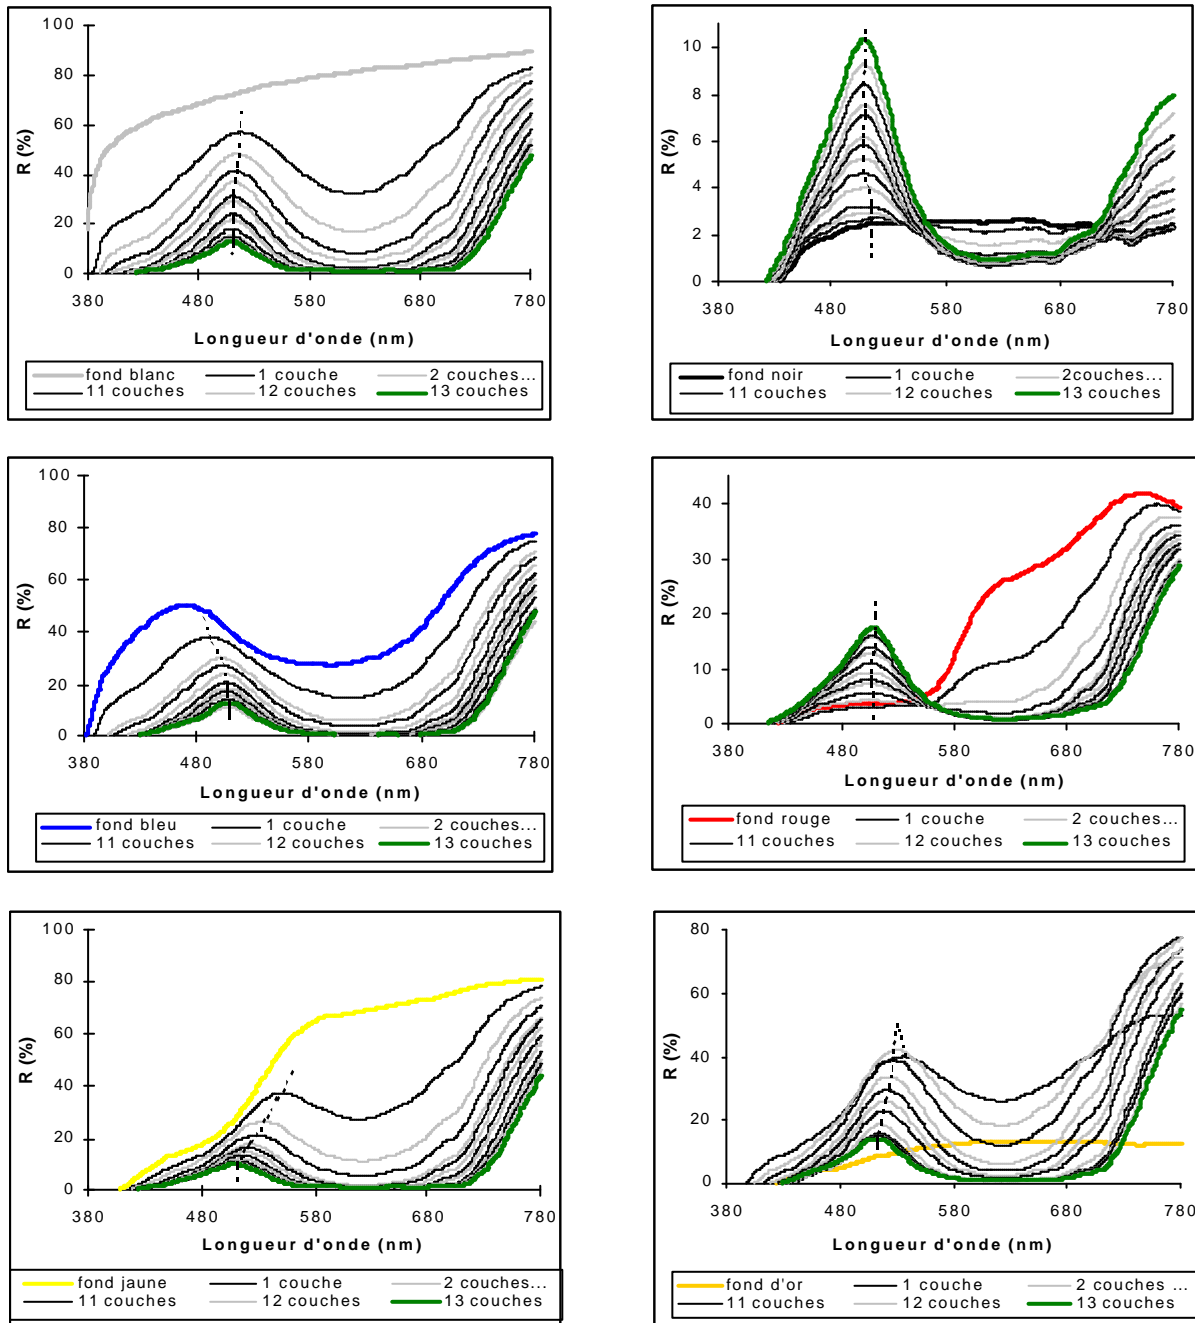 100
80
60
40
20
0
R (%)
380 480 580 680 780
Longueur d'onde (nm)
fond blanc 1 couche 2 couches...
11 couches 12 couches 13 couches
10
8
6
4
2
0
R (%)
380 480 580 680 780
Longueur d'onde (nm)
fond noir 1 couche 2couches...
11 couches 12 couches 13 couches
100
80
60
40
20
0
R (%)
380 480 580 680 780
Longueur d'onde (nm)
fond bleu 1 couche 2 couches...
11 couches 12 couches 13 couches
40
30
20
10
0
R (%)
380 480 580 680 780
Longueur d'onde (nm)
fond rouge 1 couche 2 couches...
11 couches 12 couches 13 couches
100
80
60
40
20
0
R (%)
380 480 580 680 780
Longueur d'onde (nm)
fond jaune 1 couche 2 couches...
11 couches 12 couches 13 couches
80
60
40
20
0
R (%)
380 480 580 680 780
Longueur d'onde (nm)
fond d'or 1 couche 2 couches ...
11 couches 12 couches 13 couches